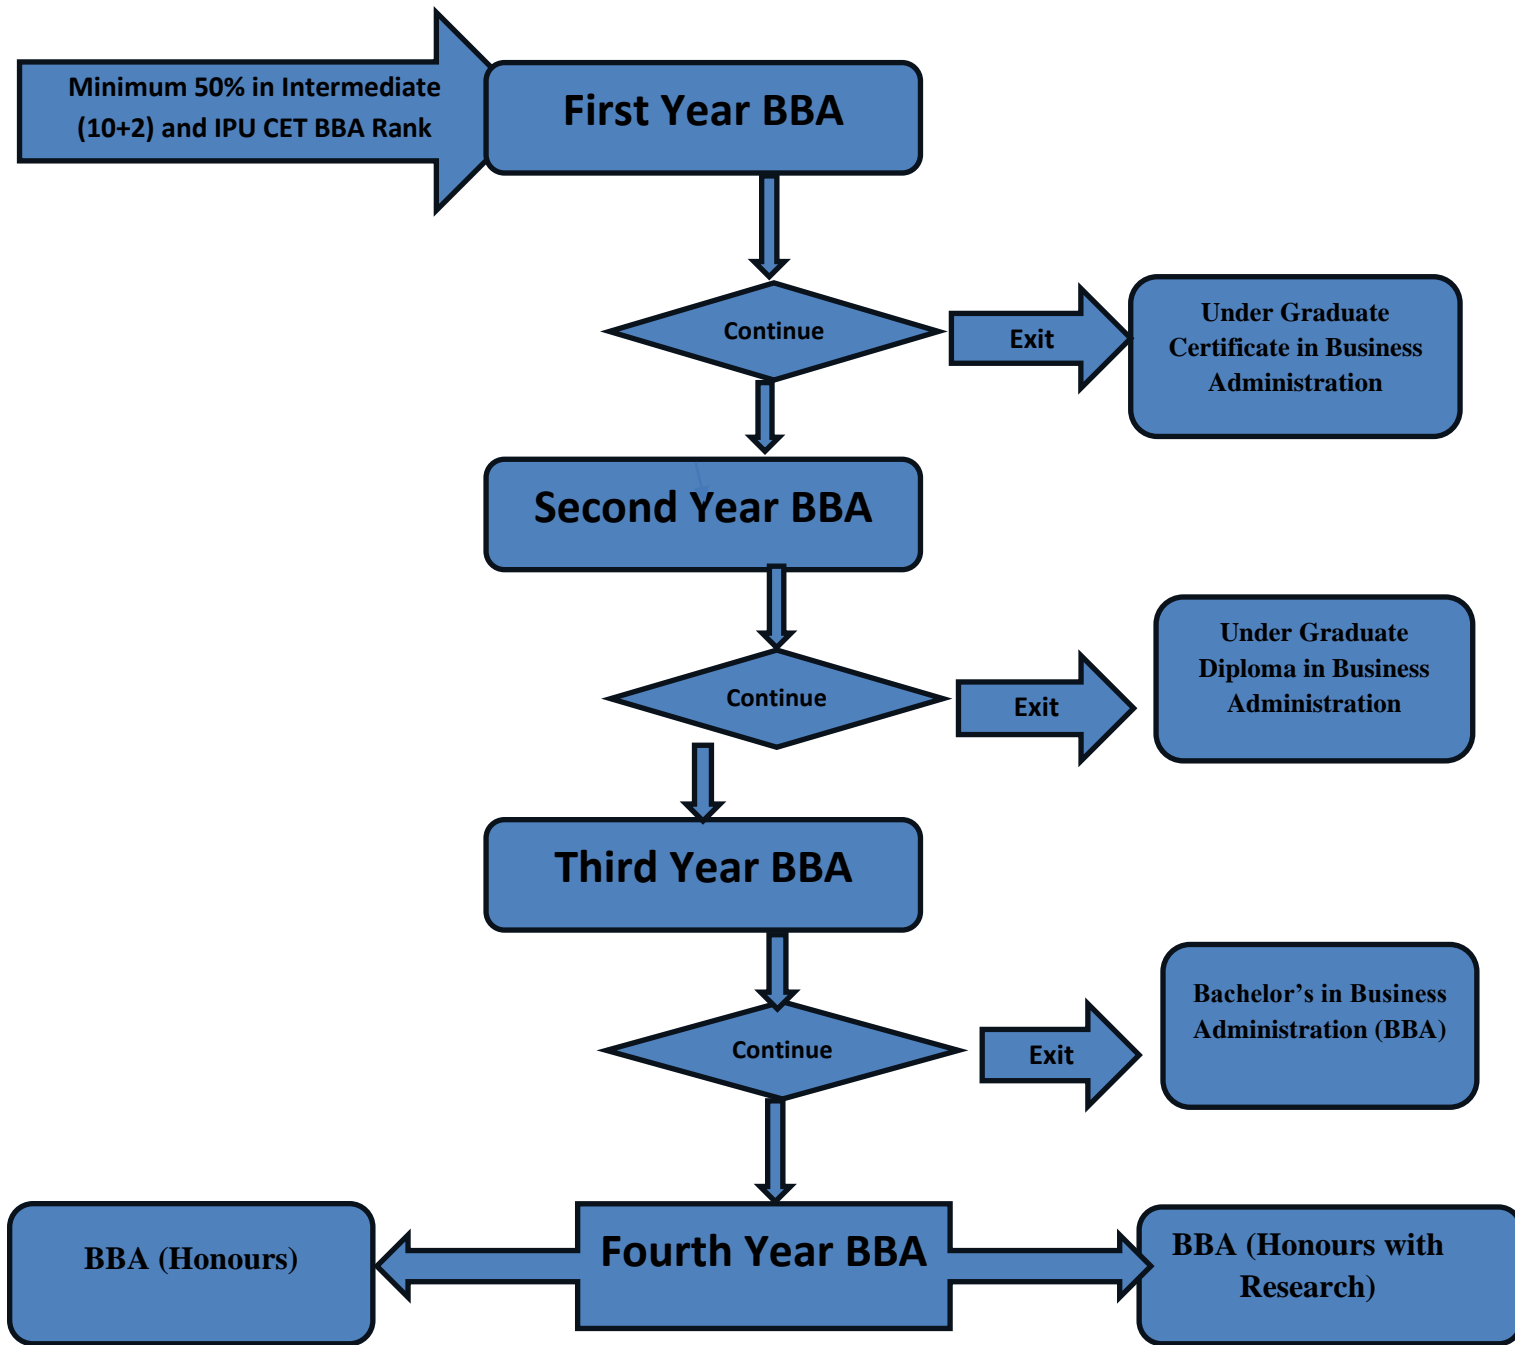 Minimum 50% in Intermediate
(10+2) and IPU CET BBA Rank
First Year BBA
Continue
Exit
Under Graduate
Certificate in Business
Administration
Second Year BBA
Continue
Exit
Under Graduate
Diploma in Business
Administration
Third Year BBA
Continue
Exit
Bachelor’s in Business
Administration (BBA)
BBA (Honours)
Fourth Year BBA
BBA (Honours with
Research)